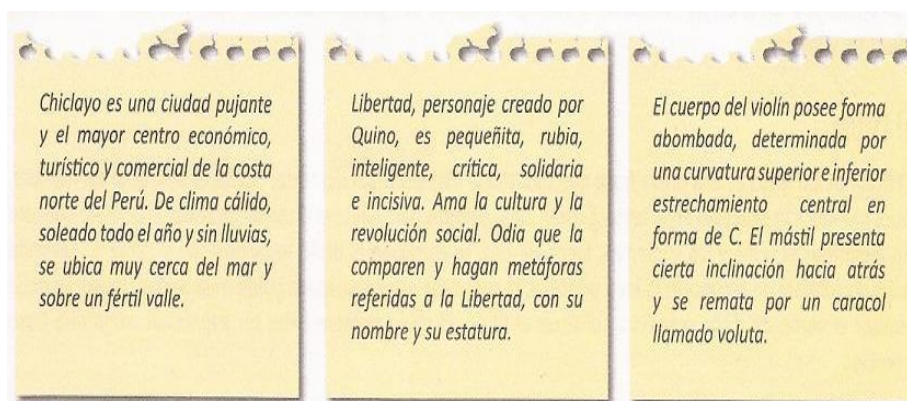 Chiclayo es una ciudad pujante
y el mayor centro económico,
turístico y comercial de la costa
norte del Perú. De clima cálido,
soleado todo el año y sin lluvias,
se ubica muy cerca del mar y
sobre un fértil valle.
Libertad, personaje creado por
Quino, es pequeñita, rubia,
inteligente, crítica, solidaria
e incisiva. Ama la cultura y la
revolución social. Odia que la
comparen y hagan metáforas
referidas a la Libertad, con su
nombre y su estatura.
El cuerpo del violín posee forma
abombada, determinada por
una curvatura superior e inferior
estrechamiento central en
forma de C. El mástil presenta
cierta inclinación hacia atrás
y se remata por un caracol
llamado voluta.